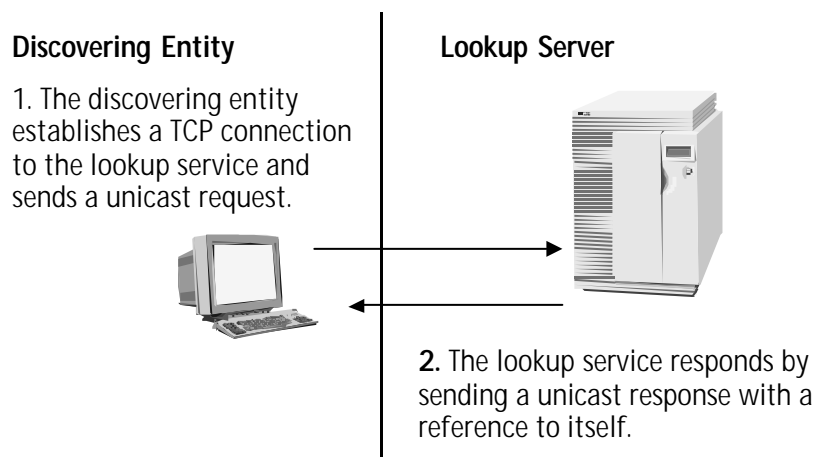 Discovering Entity
1. The discovering entity
establishes a TCP connection
to the lookup service and
sends a unicast request.
Lookup Server
2. The lookup service responds by
sending a unicast response with a
reference to itself.